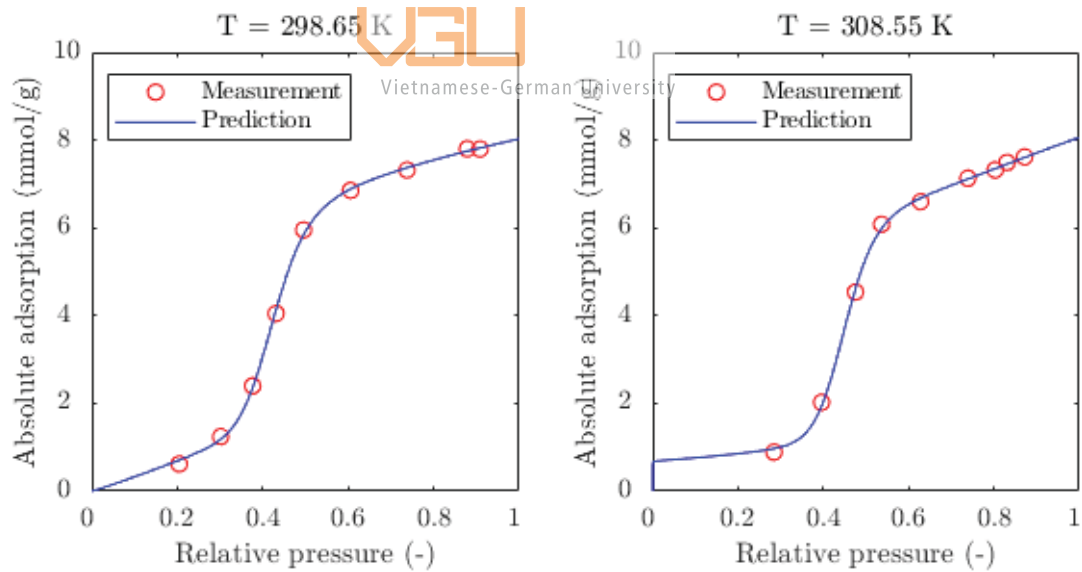 T = 298.65 K
VGU
Vietnamese-German University
Measurement
Prediction
Absolute adsorption (mmol/g)
10
8
6
4
2
0
0 0.2 0.4 0.6 0.8 1
Relative pressure (-)
T = 308.55 K
Measurement
Prediction
Absolute adsorption (mmol/g)
10
8
6
4
2
0
0 0.2 0.4 0.6 0.8 1
Relative pressure (-)